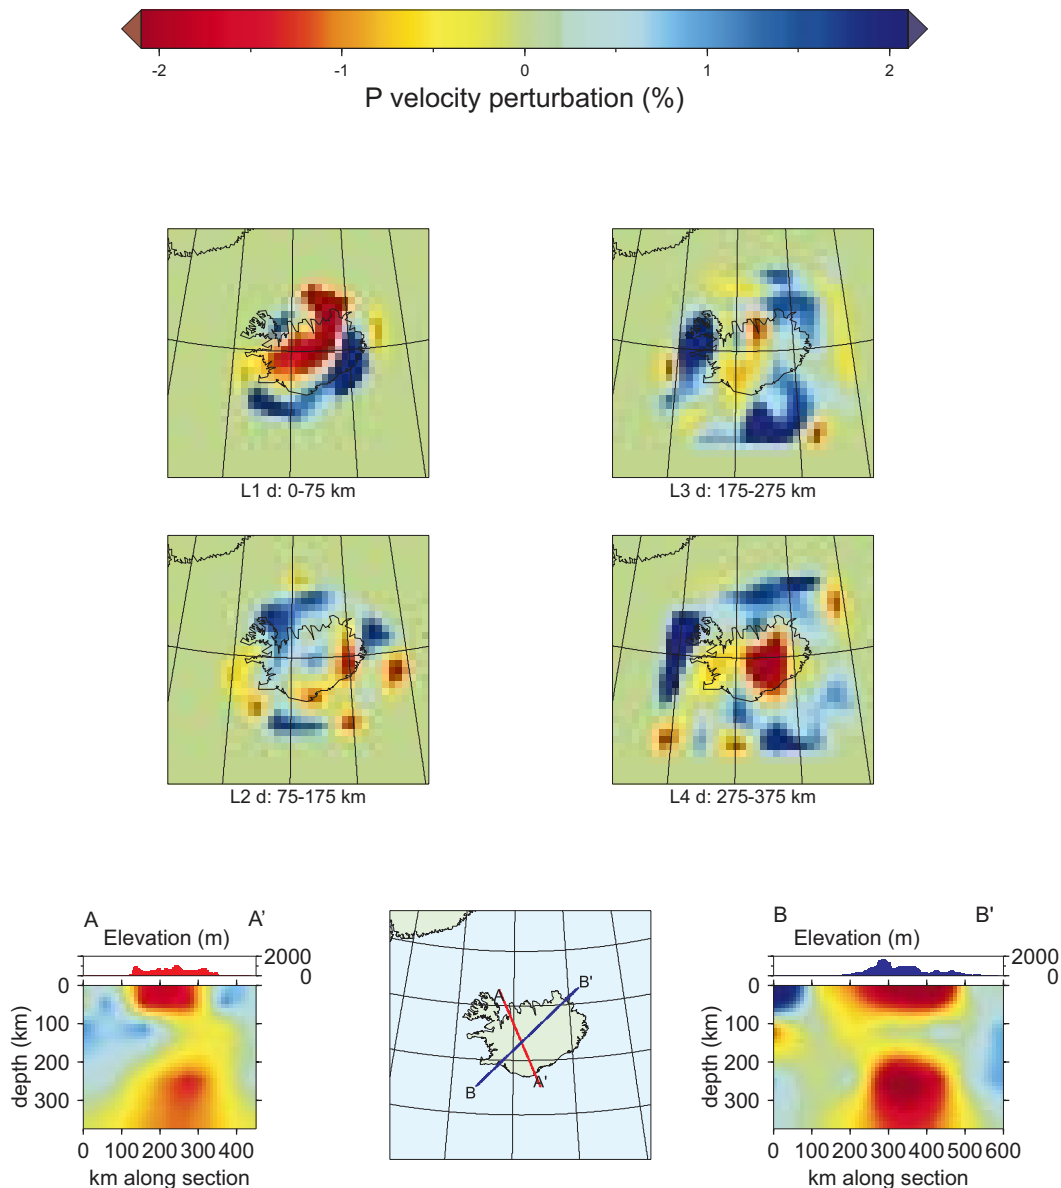 -2 -1 0 1 2
P velocity perturbation (%)
L1 d: 0-75 km
L3 d: 175-275 km
L2 d: 75-175 km
L4 d: 275-375 km
A A’
Elevation (m)
2000
0
0
100
200
300
depth (km)
0 100 200 300 400
km along section
A
B'
B
A'
B B'
Elevation (m)
2000
0
0
100
200
300
depth (km)
0 100 200 300 400 500 600
km along section